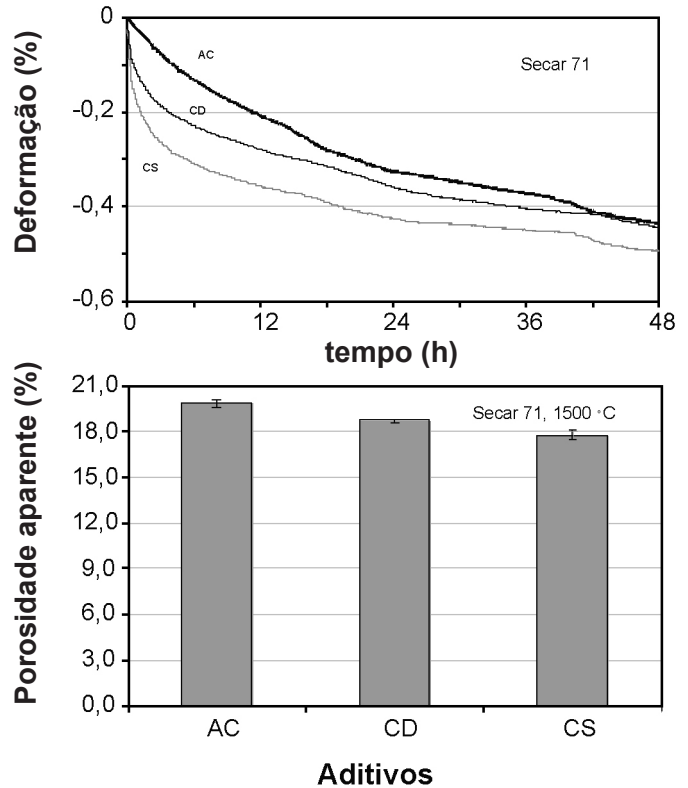 Deformação (%)
0
-0,2
-0,4
-0,6
AC
CD
CS
Secar 71
0
12
24
36
48
tempo (h)
Porosidade aparente (%)
21,0
18,0
15,0
12,0
9,0
6,0
3,0
0,0
Secar 71, 1500 °C
AC
CD
CS
Aditivos